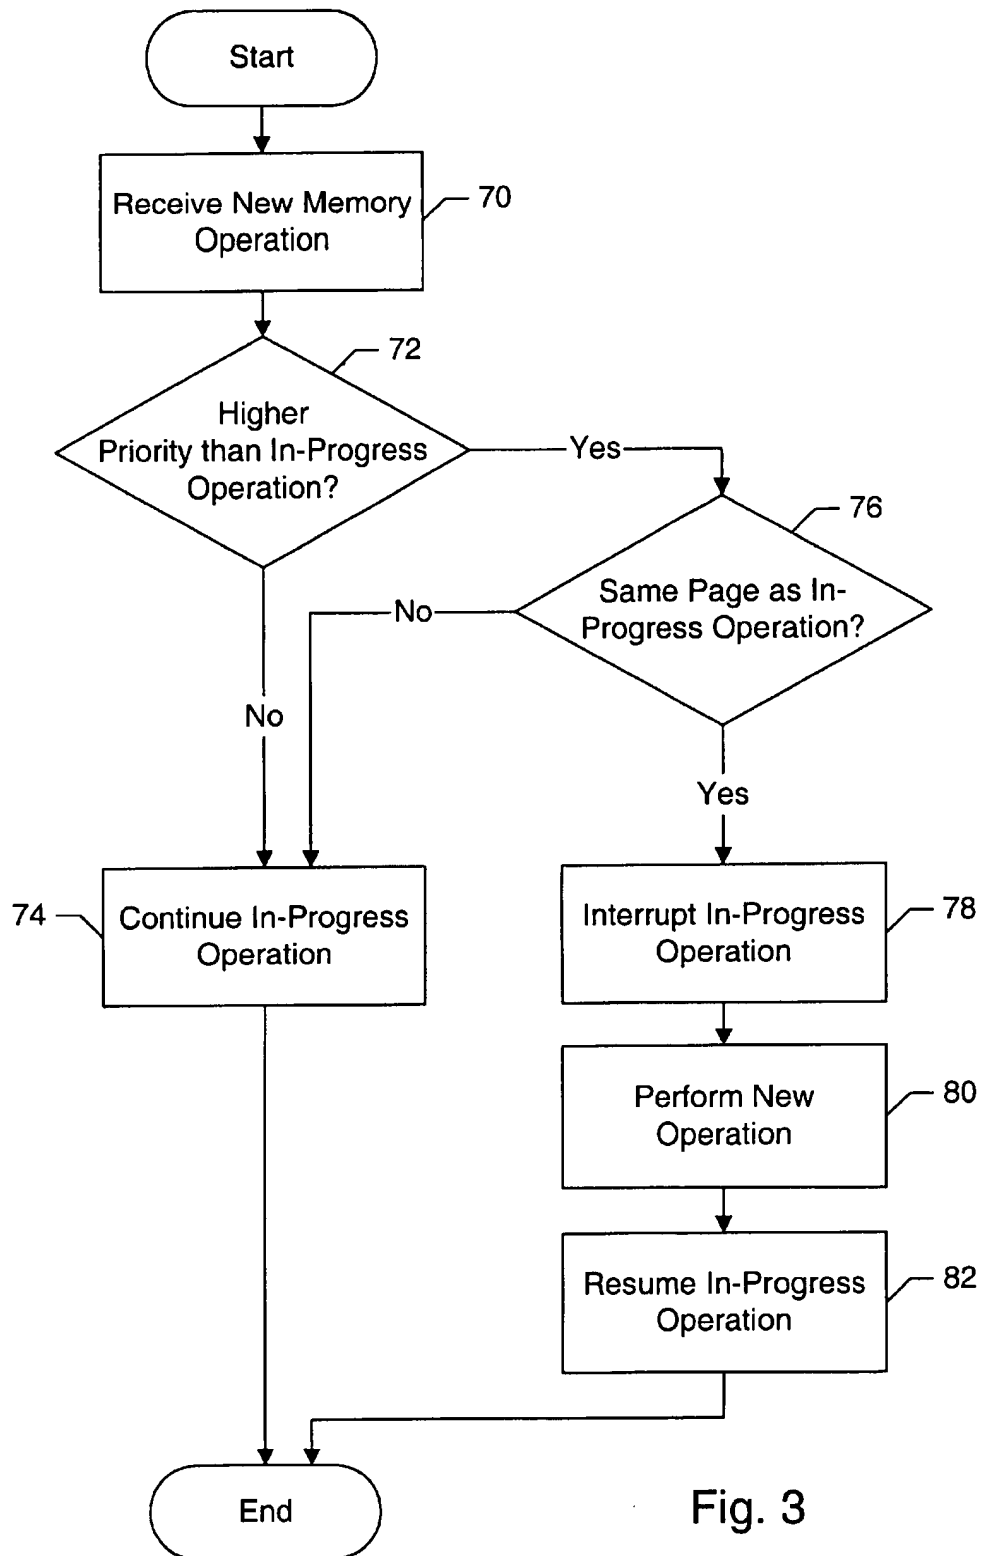 Start
Receive New Memory
Operation
70
72
Higher
Priority than In-Progress
Operation?
Yes
76
Same Page as In-
Progress Operation?
No
No
Yes
74
Continue In-Progress
Operation
Interrupt In-Progress
Operation
78
Perform New
Operation
80
Resume In-Progress
Operation
82
End
Fig. 3